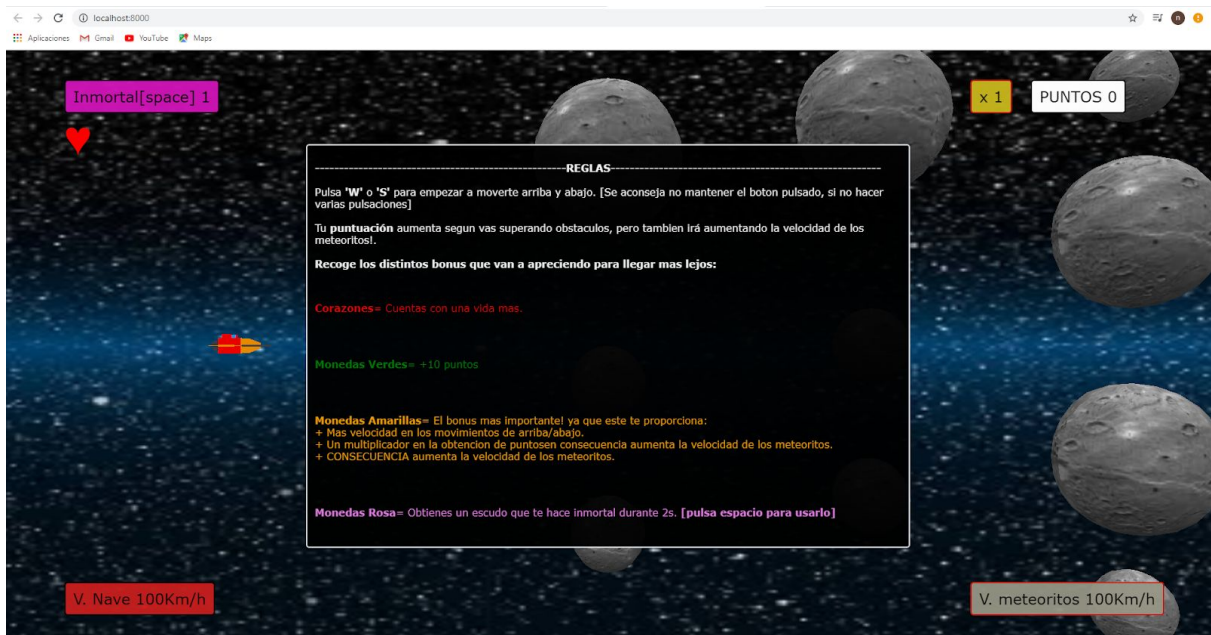 localhost:8000
Aplicaciones Gmail YouTube Maps
Inmortal[space] 1
x 1
PUNTOS 0
REGLAS
Pulsa 'W' o 'S' para empezar a moverte arriba y abajo. [Se aconseja no mantener el boton pulsado, si no hacer
varias pulsaciones]
Tu puntuación aumenta segun vas superando obstaculos, pero tambien irá aumentando la velocidad de los
meteoritos!.
Recoge los distintos bonus que van a apreciendo para llegar mas lejos:
Corazones= Cuentas con una vida mas.
Monedas Verdes= +10 puntos
Monedas Amarillas= El bonus mas importante! ya que este te proporciona:
+ Mas velocidad en los movimientos de arriba/abajo.
+ Un multiplicador en la obtencion de puntosen consecuencia aumenta la velocidad de los meteoritos.
+ CONSECUENCIA aumenta la velocidad de los meteoritos.
Monedas Rosa= Obtienes un escudo que te hace inmortal durante 2s. [pulsa espacio para usarlo]
V. Nave 100Km/h
V. meteoritos 100Km/h